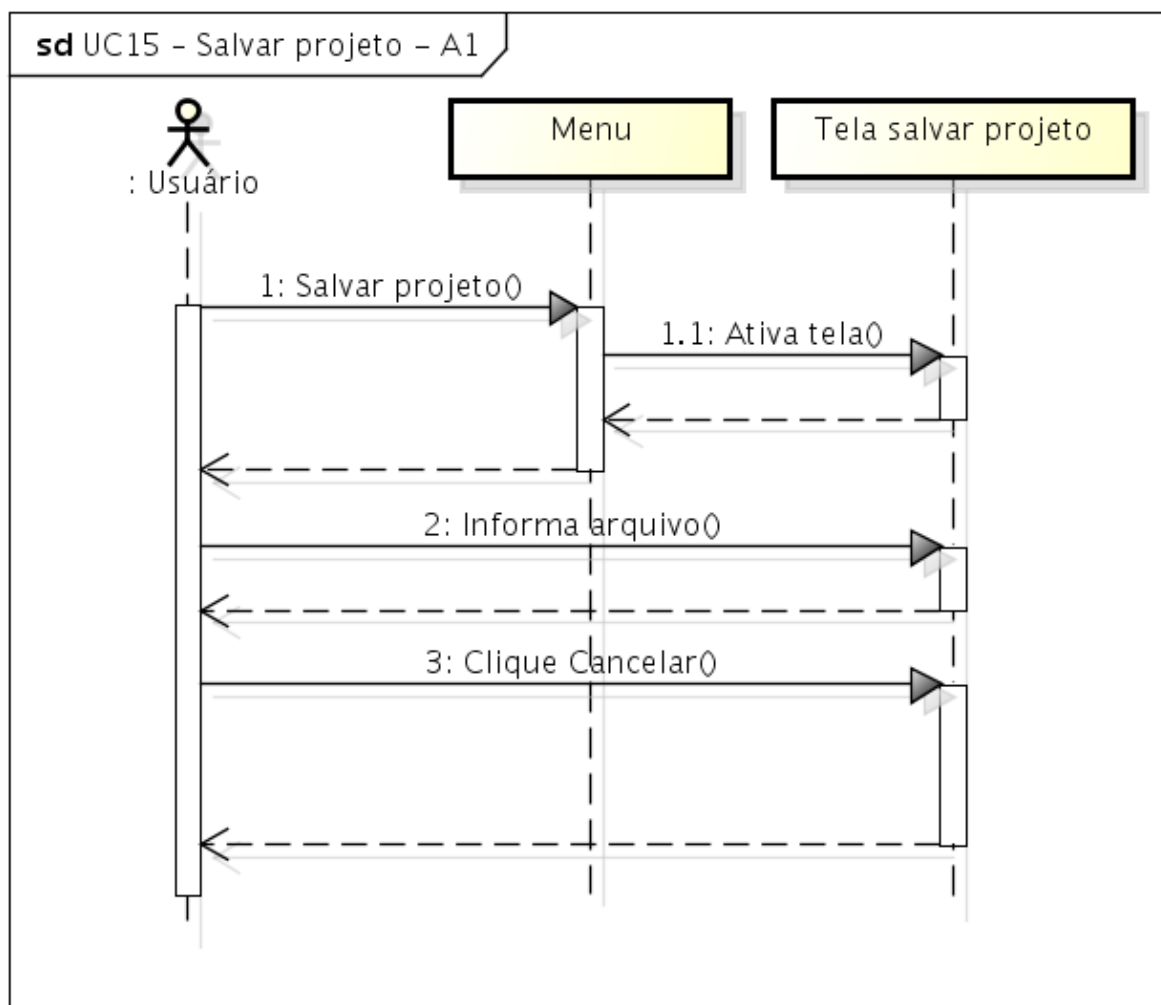 sd UC15 - Salvar projeto - A1
: Usuário
Menu
Tela salvar projeto
1: Salvar projeto()
1.1: Ativa tela()
2: Informa arquivo()
3: Clique Cancelar()